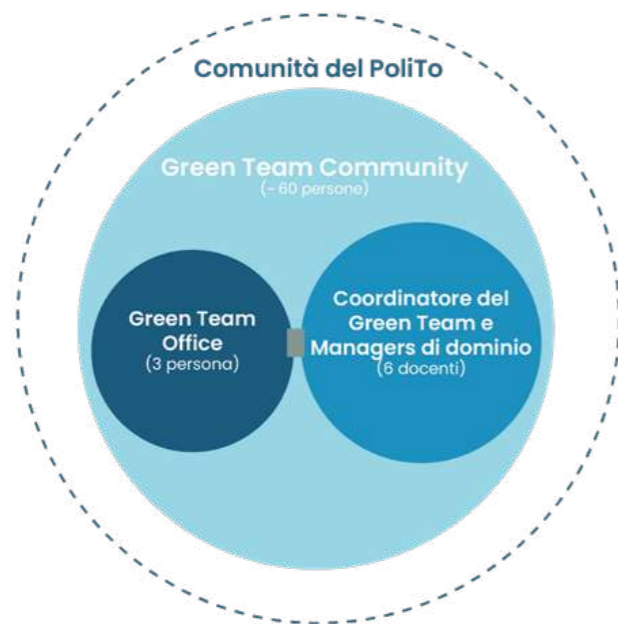 Comunità del PoliTo
Green Team Community
(~ 60 persone)
Green Team
Office
(3 persona)
Coordinatore del
Green Team e
Managers di dominio
(6 docenti)